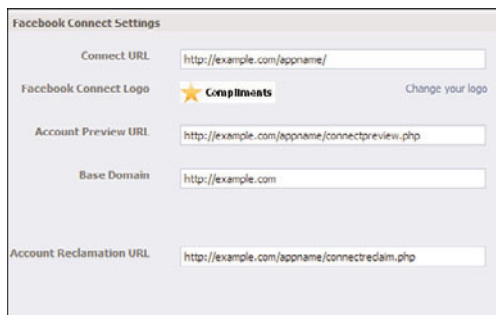 Facebook Connect Settings
Connect URL http://example.com/appname/
Facebook Connect Logo Compliments Change your logo
Account Preview URL http://example.com/appname/connectpreview.php
Base Domain http://example.com
Account Reclamation URL http://example.com/appname/connectreclaim.php